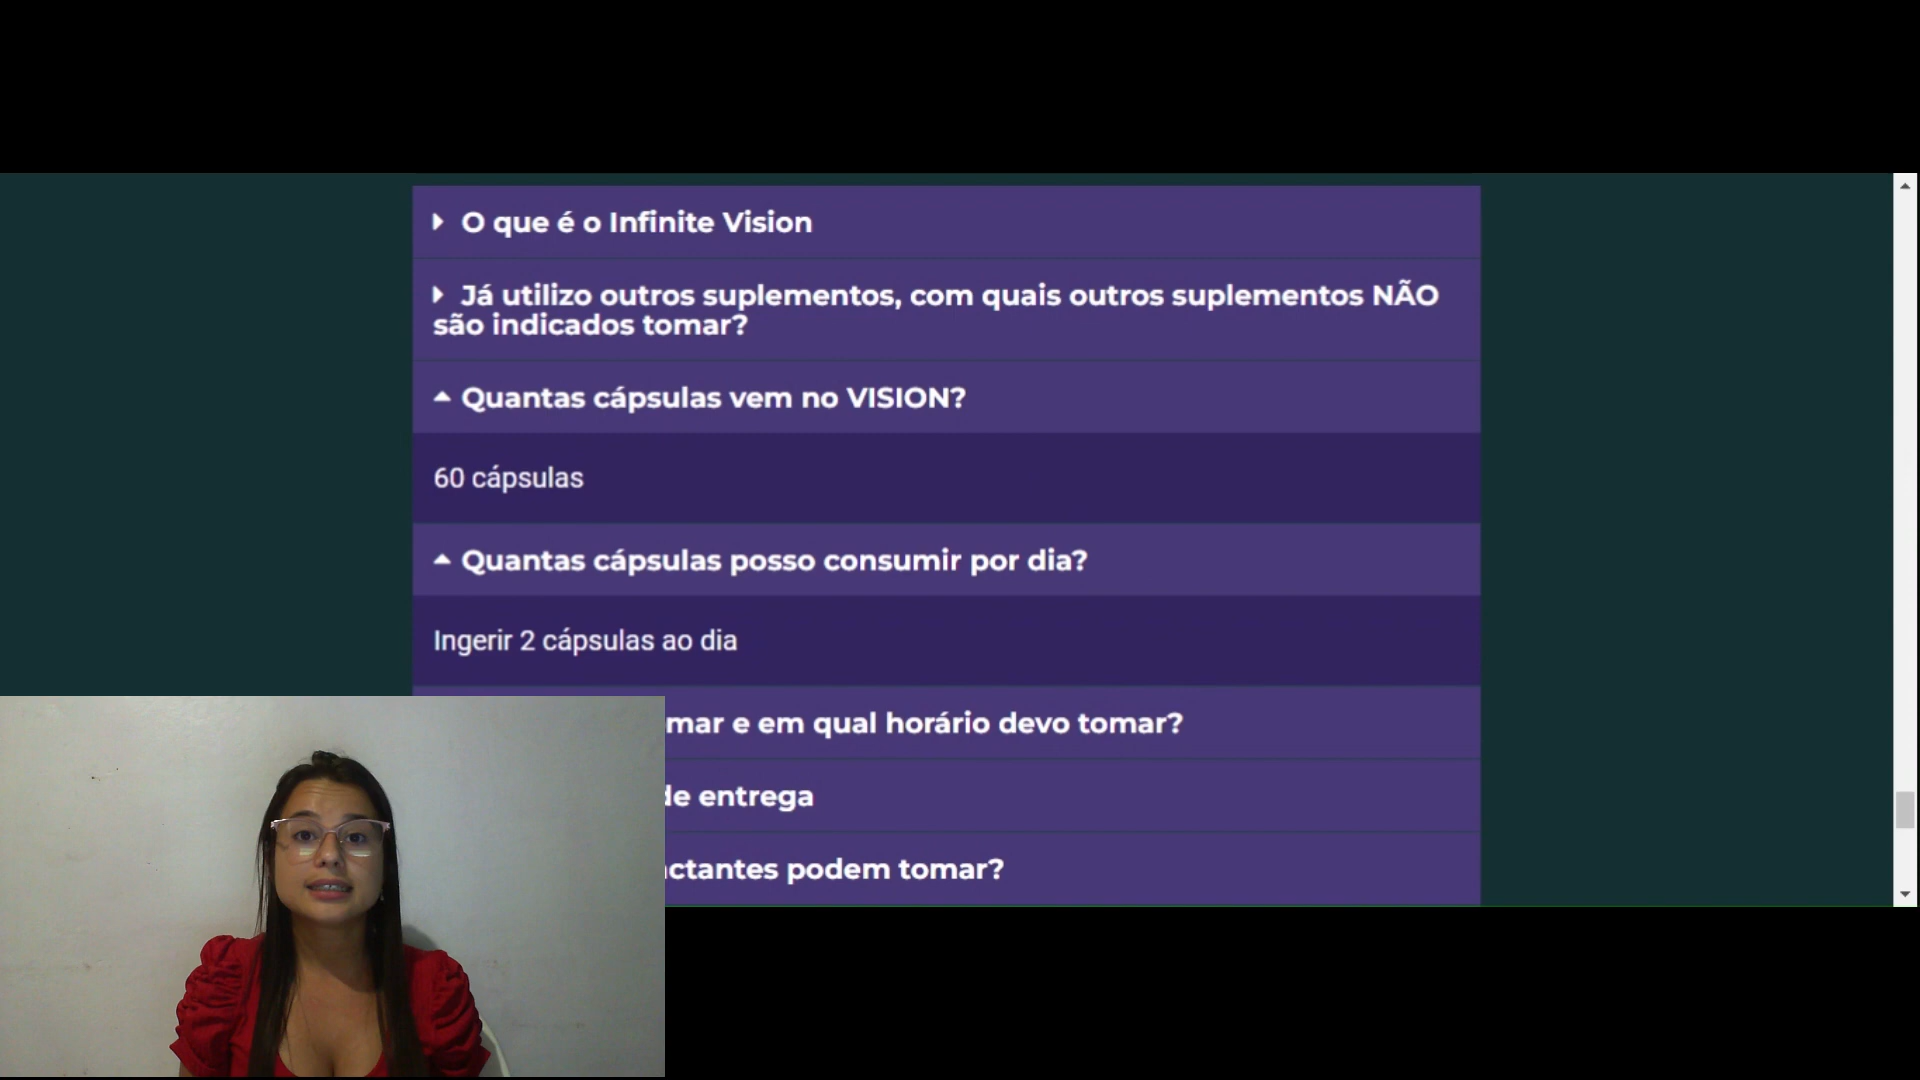 O que é o Infinite Vision
Já utilizo outros suplementos, com quais outros suplementos NÃO
são indicados tomar?
Quantas cápsulas vem no VISION?
60 cápsulas
Quantas cápsulas posso consumir por dia?
Ingerir 2 cápsulas ao dia
mar e em qual horário devo tomar?
de entrega
actantes podem tomar?